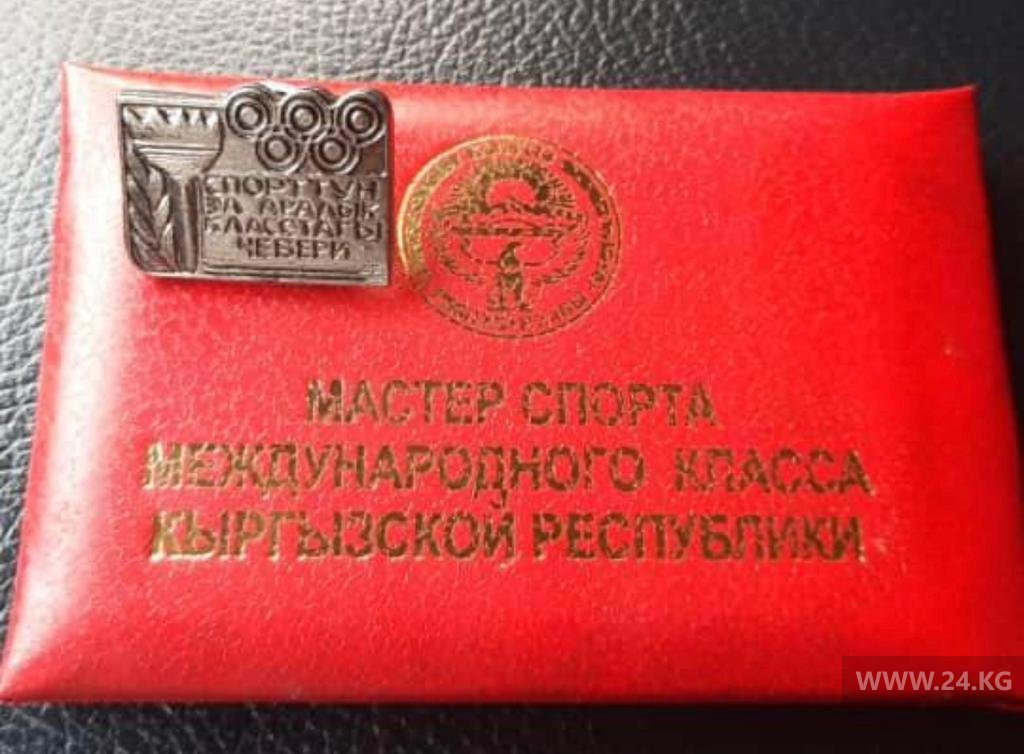 СПОРТТУН
ЭЛ АРАЛЫК
КЛАССТАГЫ
ЧЕБЕРИ
МАСТЕР СПОРТА
МЕЖДУНАРОДНОГО КЛАССА
КЫРГЫЗСКОЙ РЕСПУБЛИКИ
WWW.24.KG